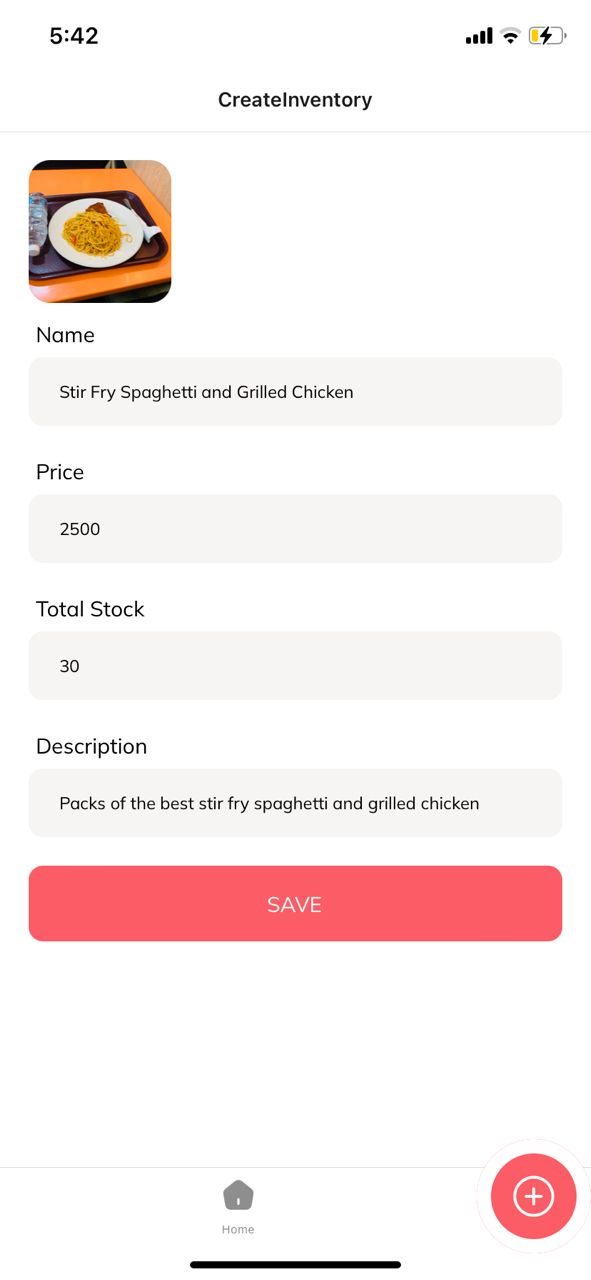 5:42
CreateInventory
Name
Stir Fry Spaghetti and Grilled Chicken
Price
2500
Total Stock
30
Description
Packs of the best stir fry spaghetti and grilled chicken
SAVE
Home